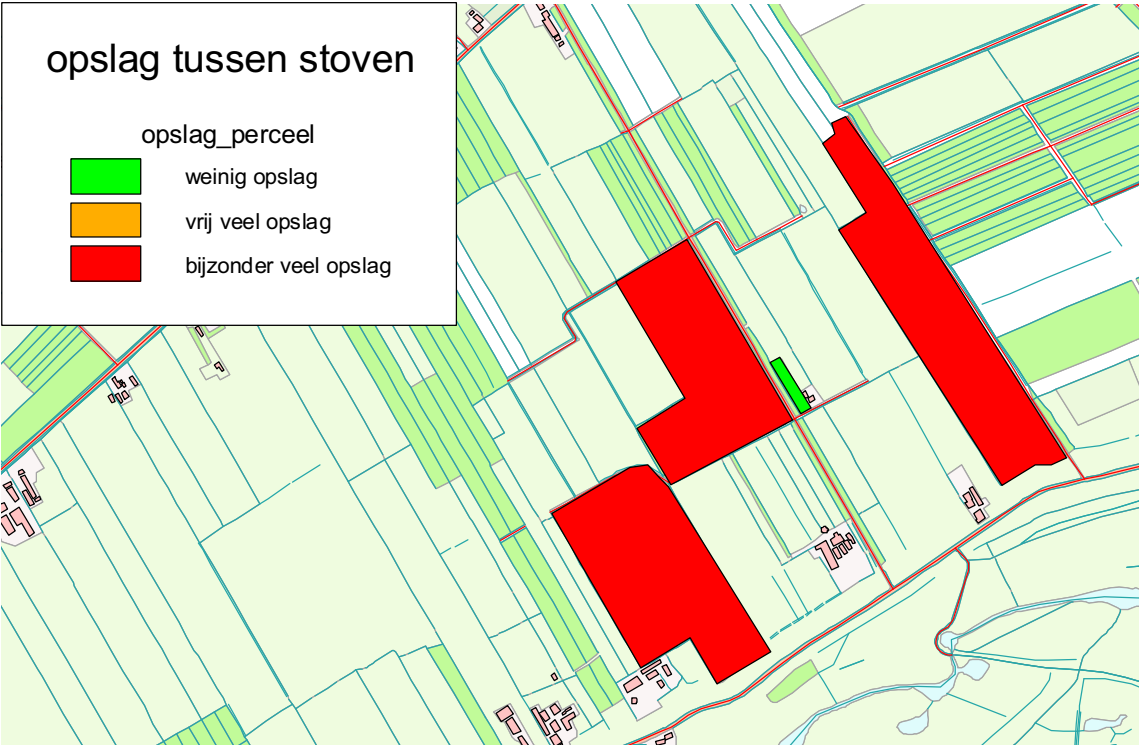 opslag tussen stoven
opslag_perceel
weinig opslag
vrij veel opslag
bijzonder veel opslag